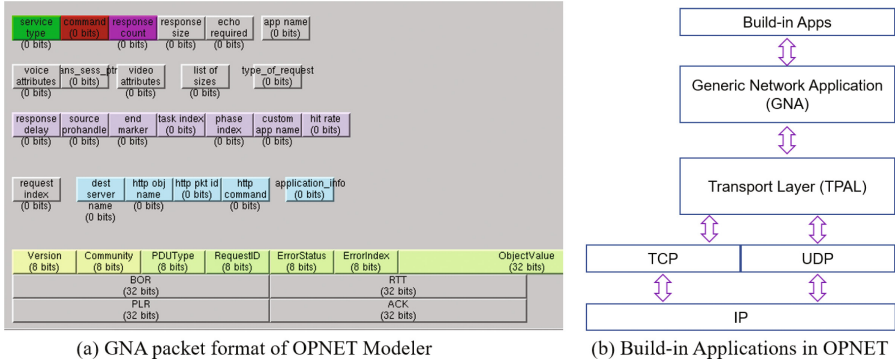 service type (0 bits) command (0 bits) response count (0 bits) response size (0 bits) echo required (0 bits) app name (0 bits)
voice attributes (0 bits) ans_sess_ptr (0 bits) video attributes (0 bits) list of sizes (0 bits) type_of_request (0 bits)
response delay (0 bits) source prohandle (0 bits) end marker (0 bits) task index (0 bits) phase index (0 bits) custom app name (0 bits) hit rate (0 bits)
request index (0 bits) dest server name (0 bits) http obj name (0 bits) http pkt id (0 bits) http command (0 bits) application_info (0 bits)
Version (8 bits) Community (8 bits) PDUType (8 bits) RequestID (8 bits) ErrorStatus (8 bits) ErrorIndex (8 bits) ObjectValue (32 bits)
BOR (32 bits) RTT (32 bits)
PLR (32 bits) ACK (32 bits)
(a) GNA packet format of OPNET Modeler
Build-in Apps
Generic Network Application
(GNA)
Transport Layer (TPAL)
TCP UDP
IP
(b) Build-in Applications in OPNET